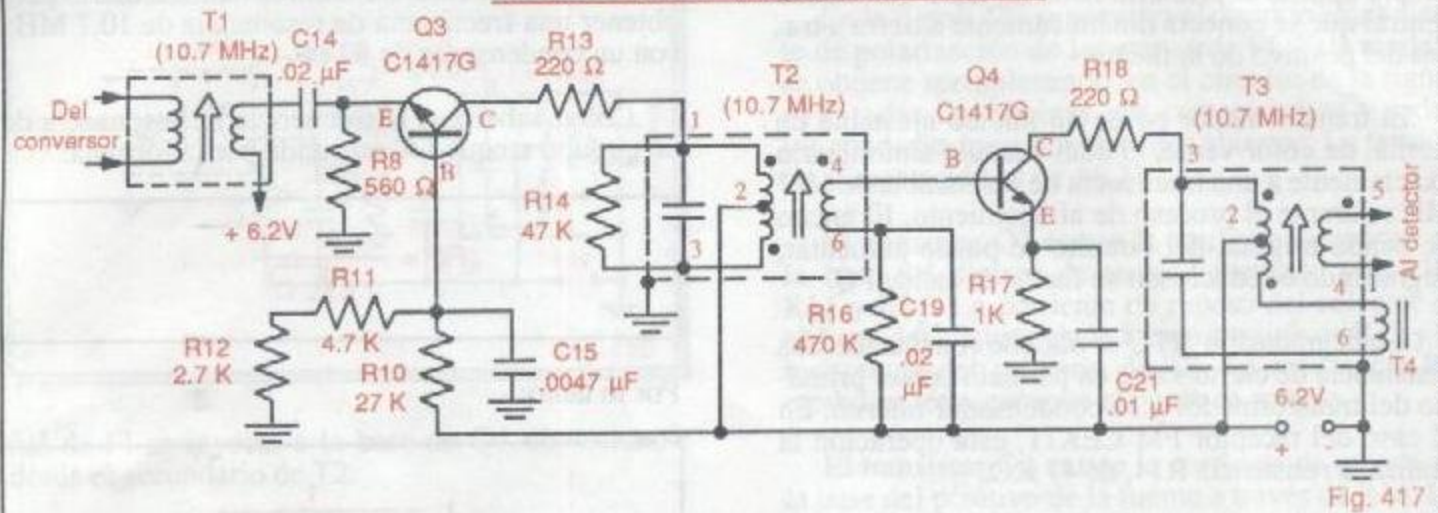 T1
(10.7 MHz)
C14
.02 µF
Q3
C1417G
R13
220 Ω
T2
(10.7 MHz)
Q4
C1417G
R18
220 Ω
T3
(10.7 MHz)
Del
conversor
+ 6.2V
R8
560 Ω
E
C
B
1
2
3
4
6
R14
47 K
B
C
E
3
2
5
4
6
Al detector
T4
R11
4.7 K
R12
2.7 K
R10
27 K
C15
.0047 µF
R16
470 K
C19
.02
µF
R17
1K
C21
.01 µF
6.2V
+
-
Fig. 417